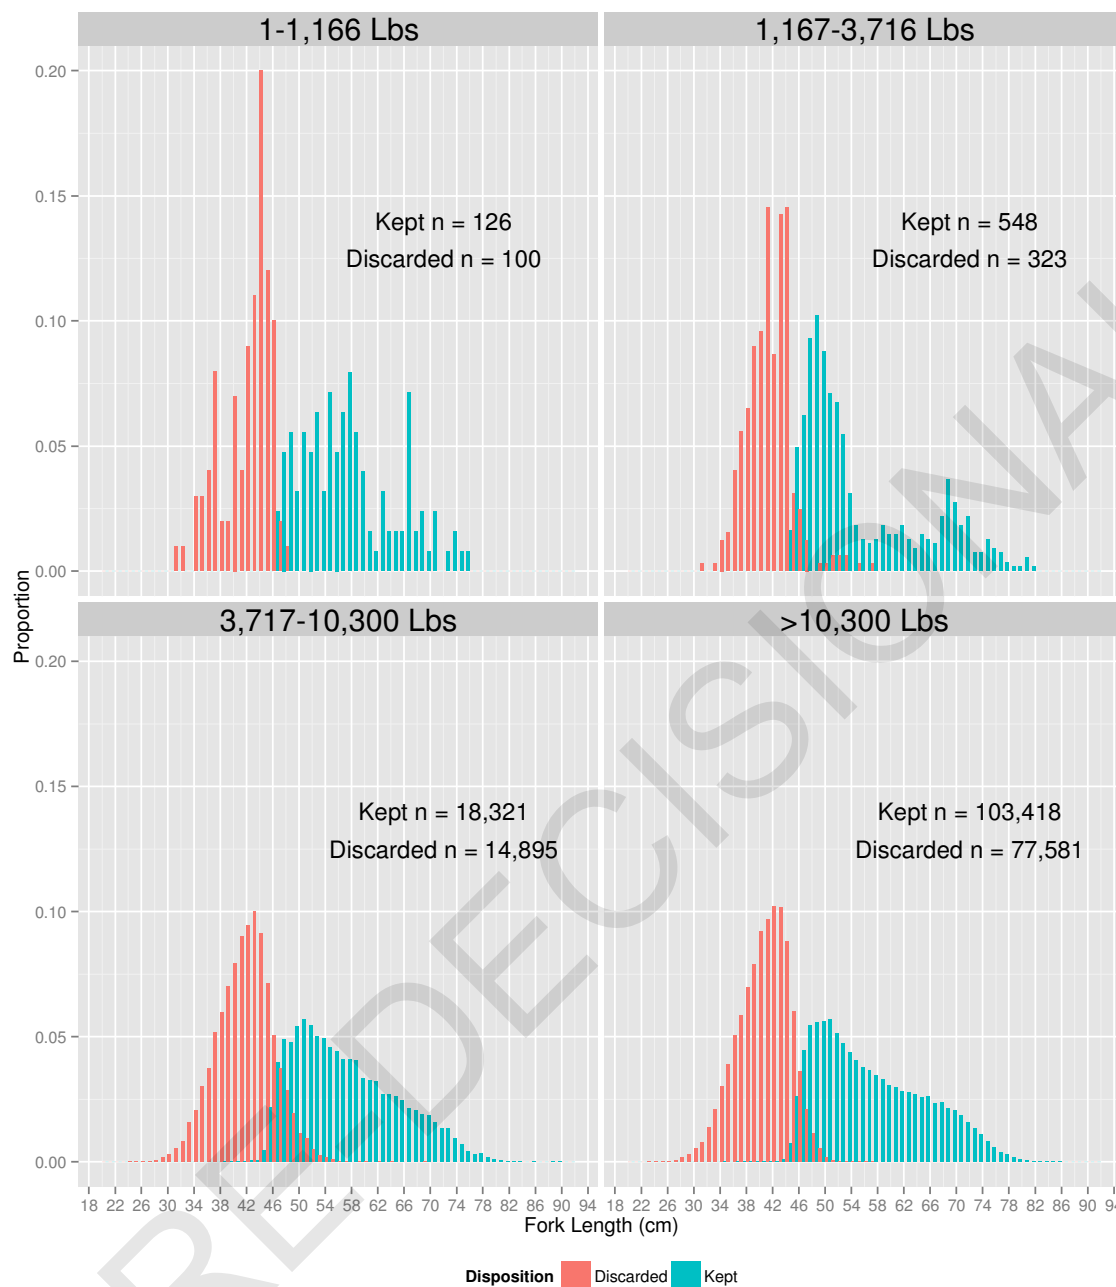 1-1,166 Lbs
1,167-3,716 Lbs
0.20
0.15
0.10
0.05
0.00
Kept n = 126
Discarded n = 100
Kept n = 548
Discarded n = 323
3,717-10,300 Lbs
>10,300 Lbs
0.20
0.15
0.10
0.05
0.00
Kept n = 18,321
Discarded n = 14,895
Kept n = 103,418
Discarded n = 77,581
Proportion
18 22 26 30 34 38 42 46 50 54 58 62 66 70 74 78 82 86 90 94
18 22 26 30 34 38 42 46 50 54 58 62 66 70 74 78 82 86 90 94
Fork Length (cm)
Disposition Discarded Kept
REDECISIONAL